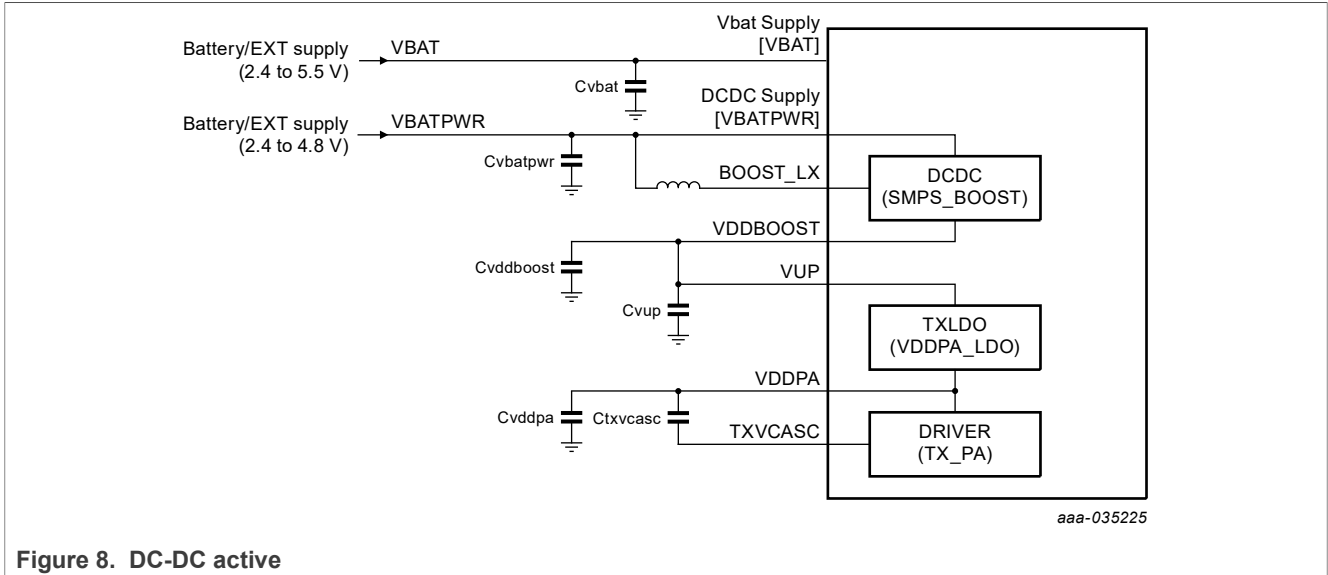 Vbat Supply
[VBAT]
Battery/EXT supply
(2.4 to 5.5 V)
VBAT
Cvbat
DCDC Supply
[VBATPWR]
Battery/EXT supply
(2.4 to 4.8 V)
VBATPWR
Cvbatpwr
BOOST_LX
DCDC
(SMPS_BOOST)
VDDBOOST
Cvddboost
VUP
Cvup
TXLDO
(VDDPA_LDO)
VDDPA
Cvddpa
Ctxvcasc
TXVCASC
DRIVER
(TX_PA)
aaa-035225
Figure 8. DC-DC active